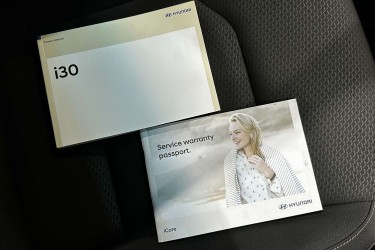 HYUNDAI
i30
Service warranty
passport.
iCare
HYUNDAI